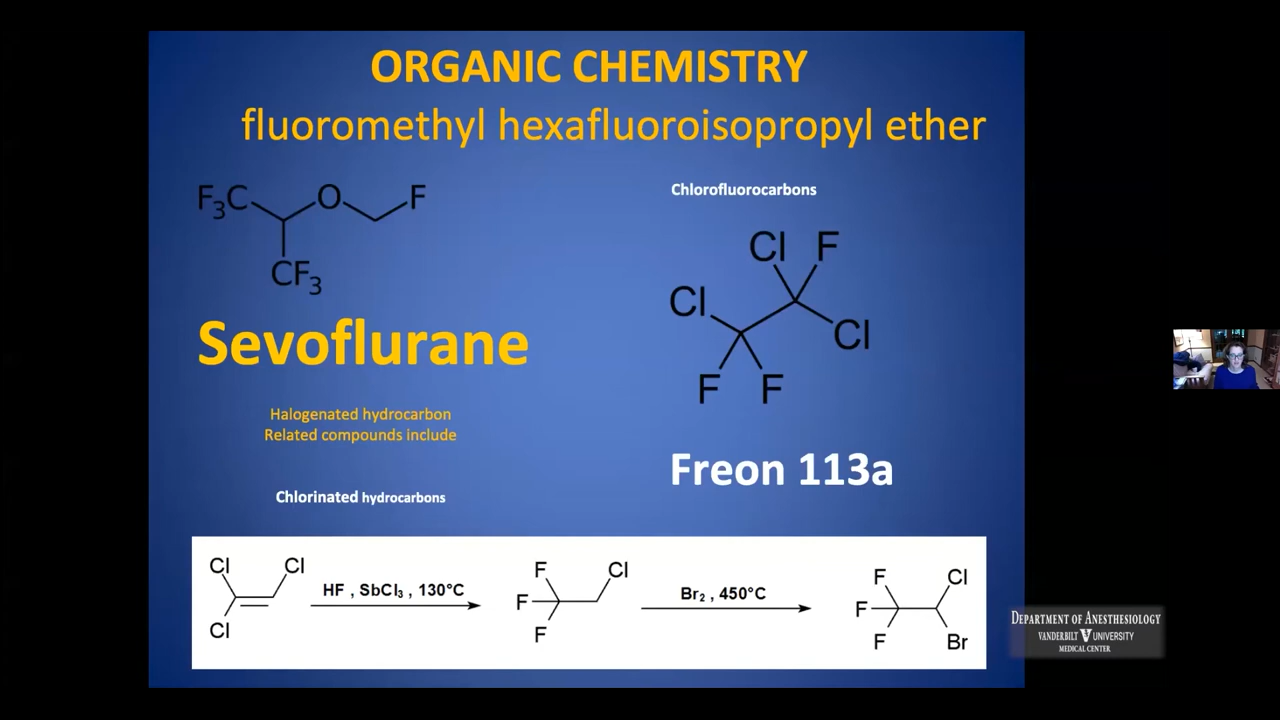 ORGANIC CHEMISTRY
fluoromethyl hexafluoroisopropyl ether
F₃C O F
CF₃
Sevoflurane
Halogenated hydrocarbon
Related compounds include
Chlorinated hydrocarbons
Chlorofluorocarbons
Cl F
Cl
Cl
F F
Freon 113a
Cl Cl
Cl
HF , SbCl₃ , 130°C
F Cl
F
F
Br₂ , 450°C
F Cl
F
F Br
DEPARTMENT OF ANESTHESIOLOGY
VANDERBILT V UNIVERSITY
MEDICAL CENTER